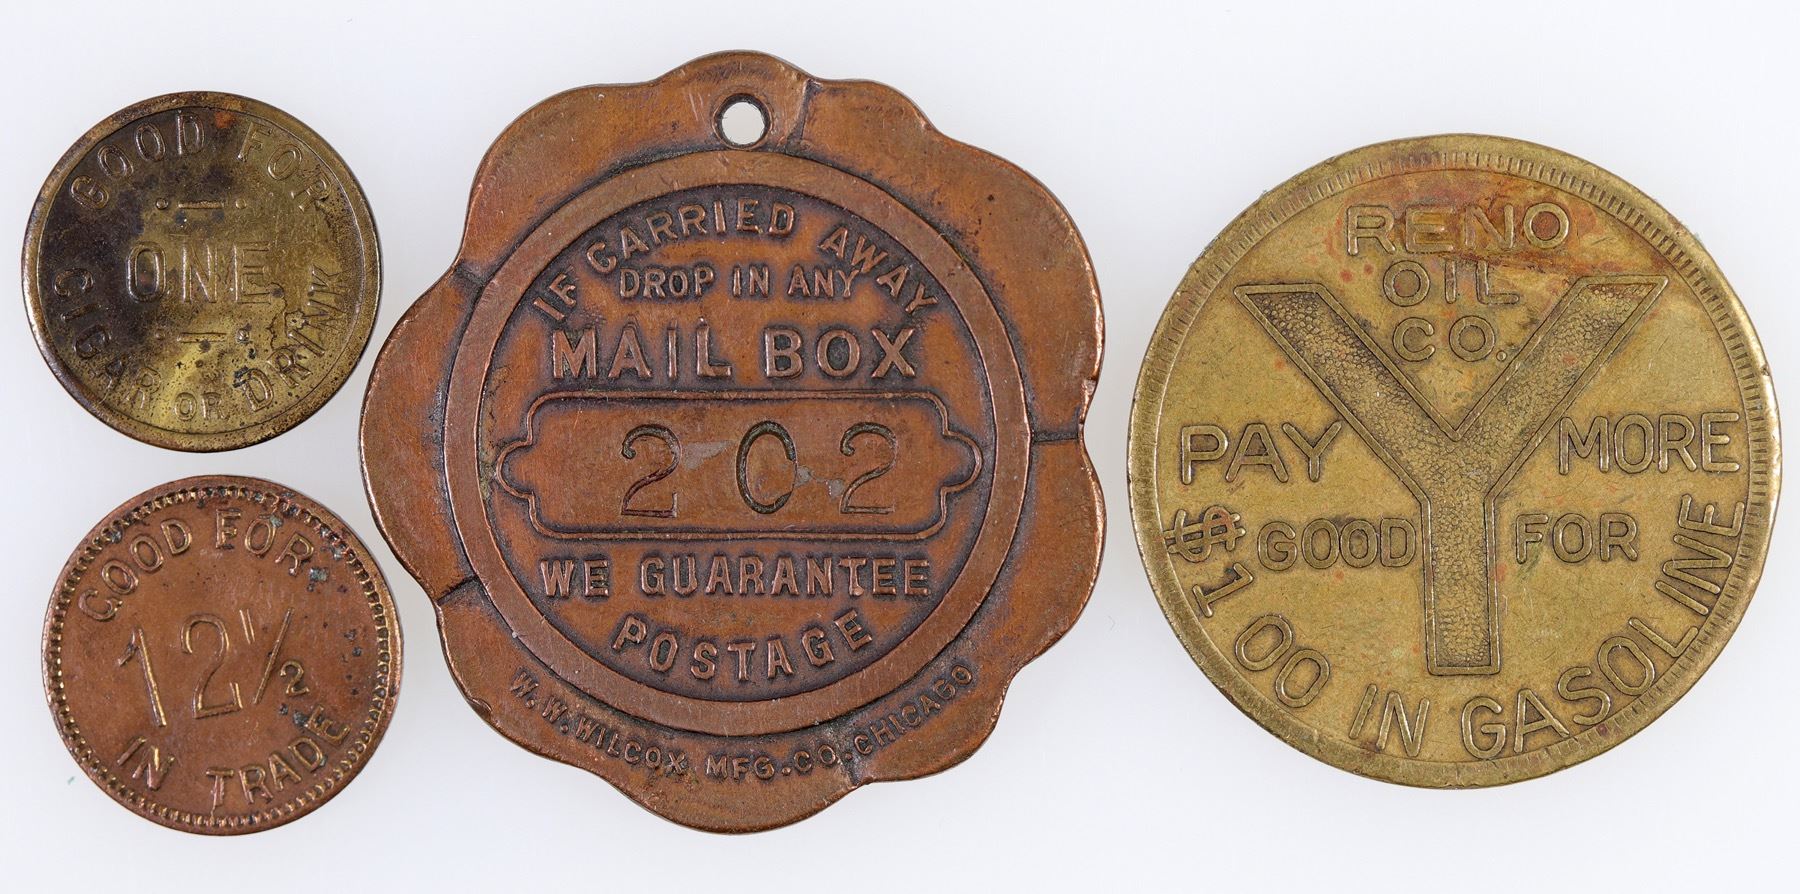 GOOD FOR
ONE
CIGAR OR DRINK
GOOD FOR
12 1/2
IN TRADE
IF CARRIED AWAY
DROP IN ANY
MAIL BOX
202
WE GUARANTEE
POSTAGE
W.W.WILCOX MFG.CO.CHICAGO
RENO
OIL
CO.
Y
PAY MORE
GOOD FOR
$1 00 IN GASOLINE